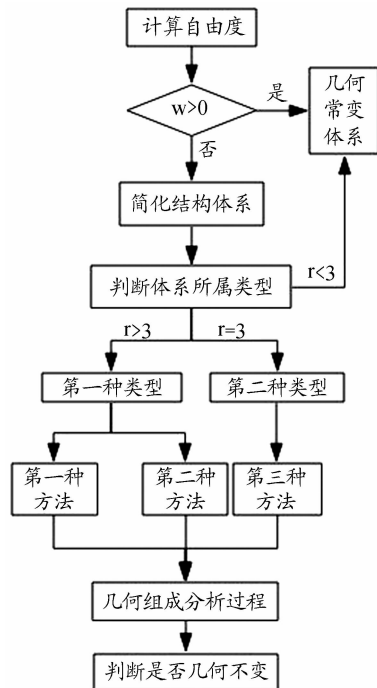 计算自由度
w>0
是
几何
常变
体系
否
简化结构体系
判断体系所属类型
r<3
r>3
r=3
第一种类型
第二种类型
第一种
方法
第二种
方法
第三种
方法
几何组成分析过程
判断是否几何不变